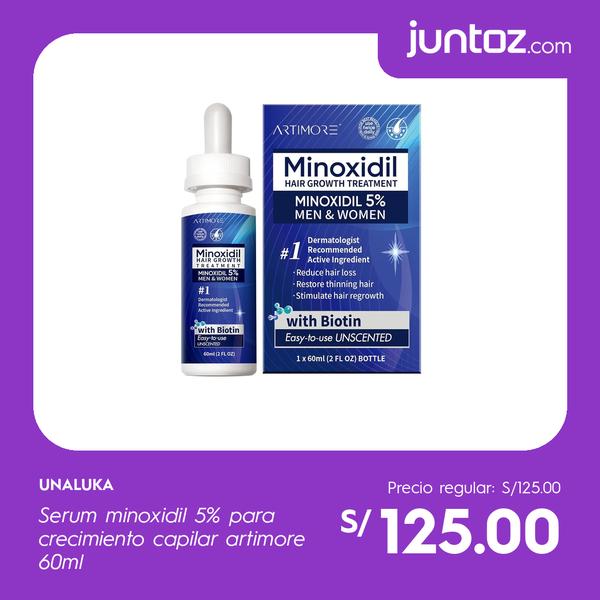 juntoz.com
ARTIMORE
Minoxidil
HAIR GROWTH
TREATMENT
MINOXIDIL 5%
MEN & WOMEN
#1
Dermatologist
Recommended
Active Ingredient
with Biotin
Easy-to-use
UNSCENTED
60ml (2 FL OZ)
ARTIMORE
use
twice
daily
Minoxidil
HAIR GROWTH TREATMENT
MINOXIDIL 5%
MEN & WOMEN
#1 Dermatologist
Recommended
Active Ingredient
· Reduce hair loss
· Restore thinning hair
· Stimulate hair regrowth
with Biotin
Easy-to-use UNSCENTED
1 x 60ml (2 FL OZ) BOTTLE
UNALUKA
Serum minoxidil 5% para
crecimiento capilar artimore
60ml
Precio regular: S/125.00
S/ 125.00